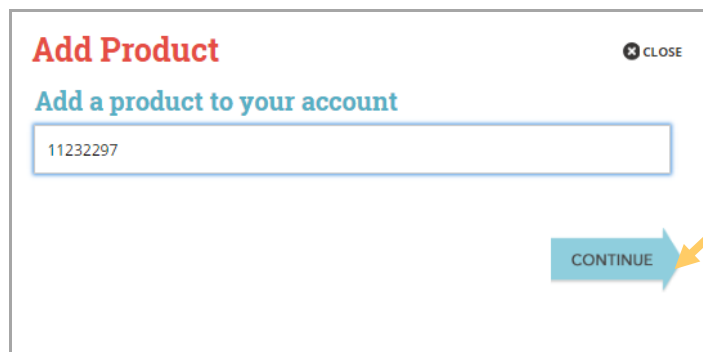 Add Product
CLOSE
Add a product to your account
11232297
CONTINUE